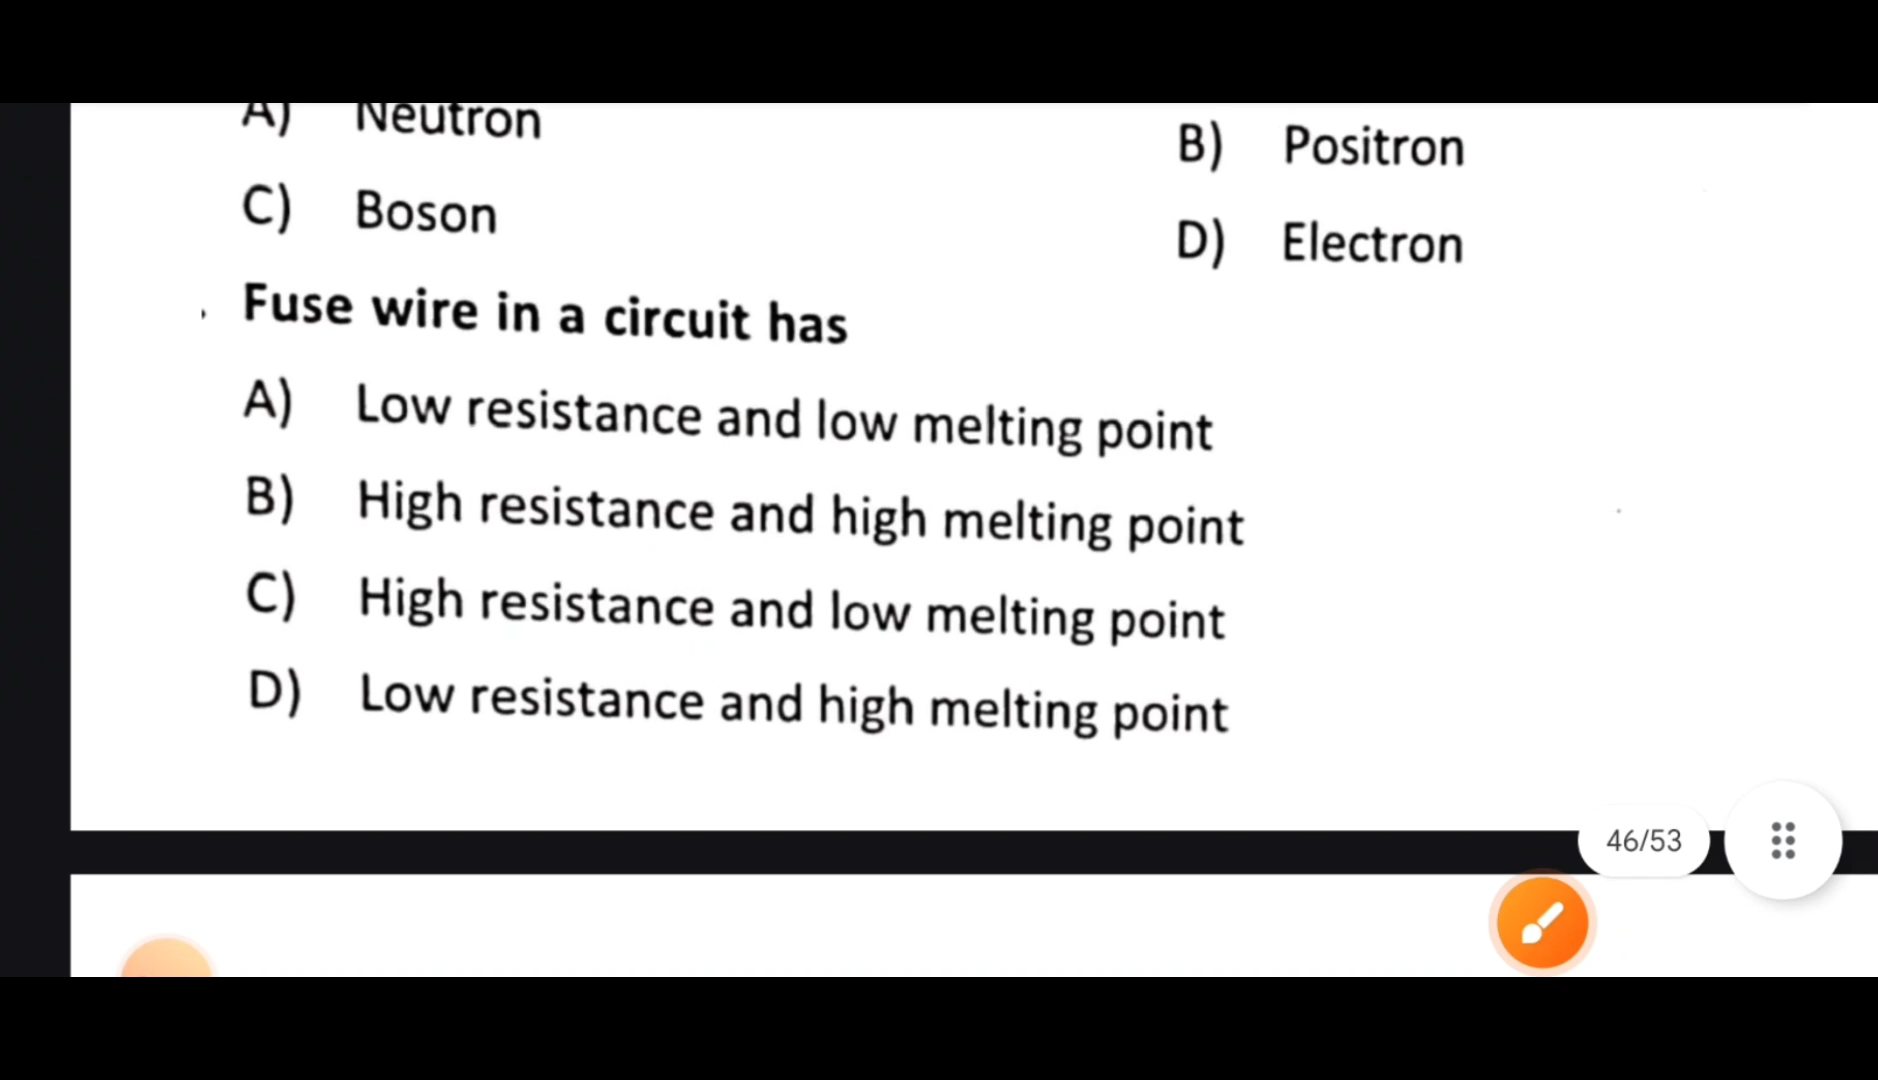 A) Neutron
B) Positron
C) Boson
D) Electron
Fuse wire in a circuit has
A) Low resistance and low melting point
B) High resistance and high melting point
C) High resistance and low melting point
D) Low resistance and high melting point
46/53